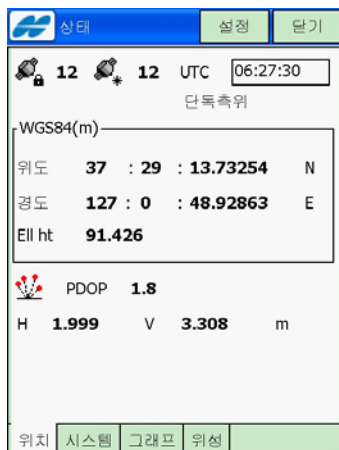 상태 설정 닫기
12 12 UTC 06:27:30
단독측위
WGS84(m)
위도 37 : 29 : 13.73254 N
경도 127 : 0 : 48.92863 E
Ell ht 91.426
PDOP 1.8
H 1.999 V 3.308 m
위치 시스템 그래프 위성